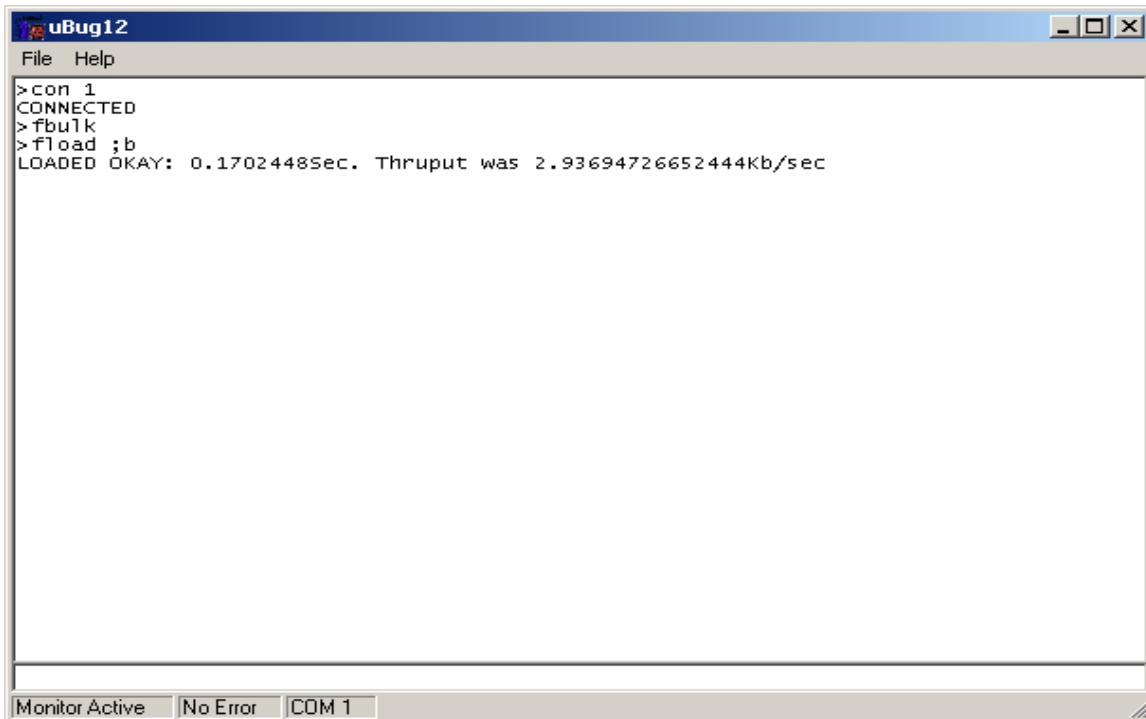 uBug12
File Help
>con 1
CONNECTED
>fbulk
>fload ;b
LOADED OKAY: 0.1702448Sec. Thruput was 2.93694726652444Kb/sec
Monitor Active No Error COM 1